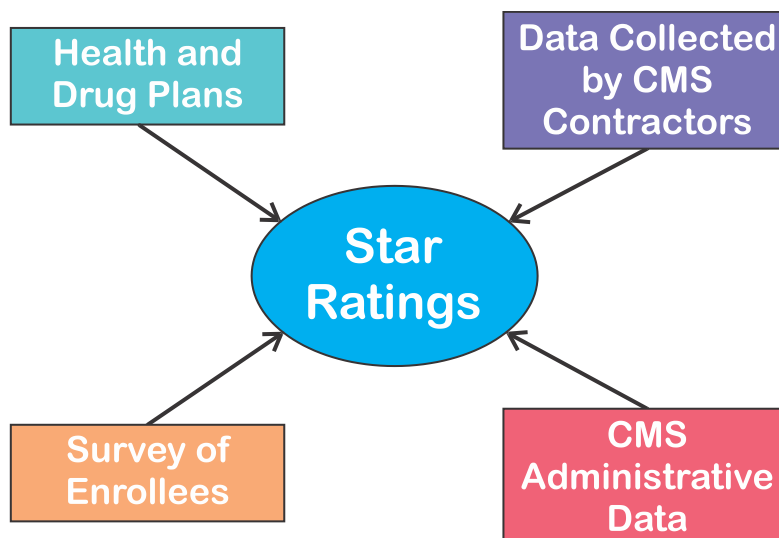 Health and
Drug Plans
Data Collected
by CMS
Contractors
Star
Ratings
Survey of
Enrollees
CMS
Administrative
Data